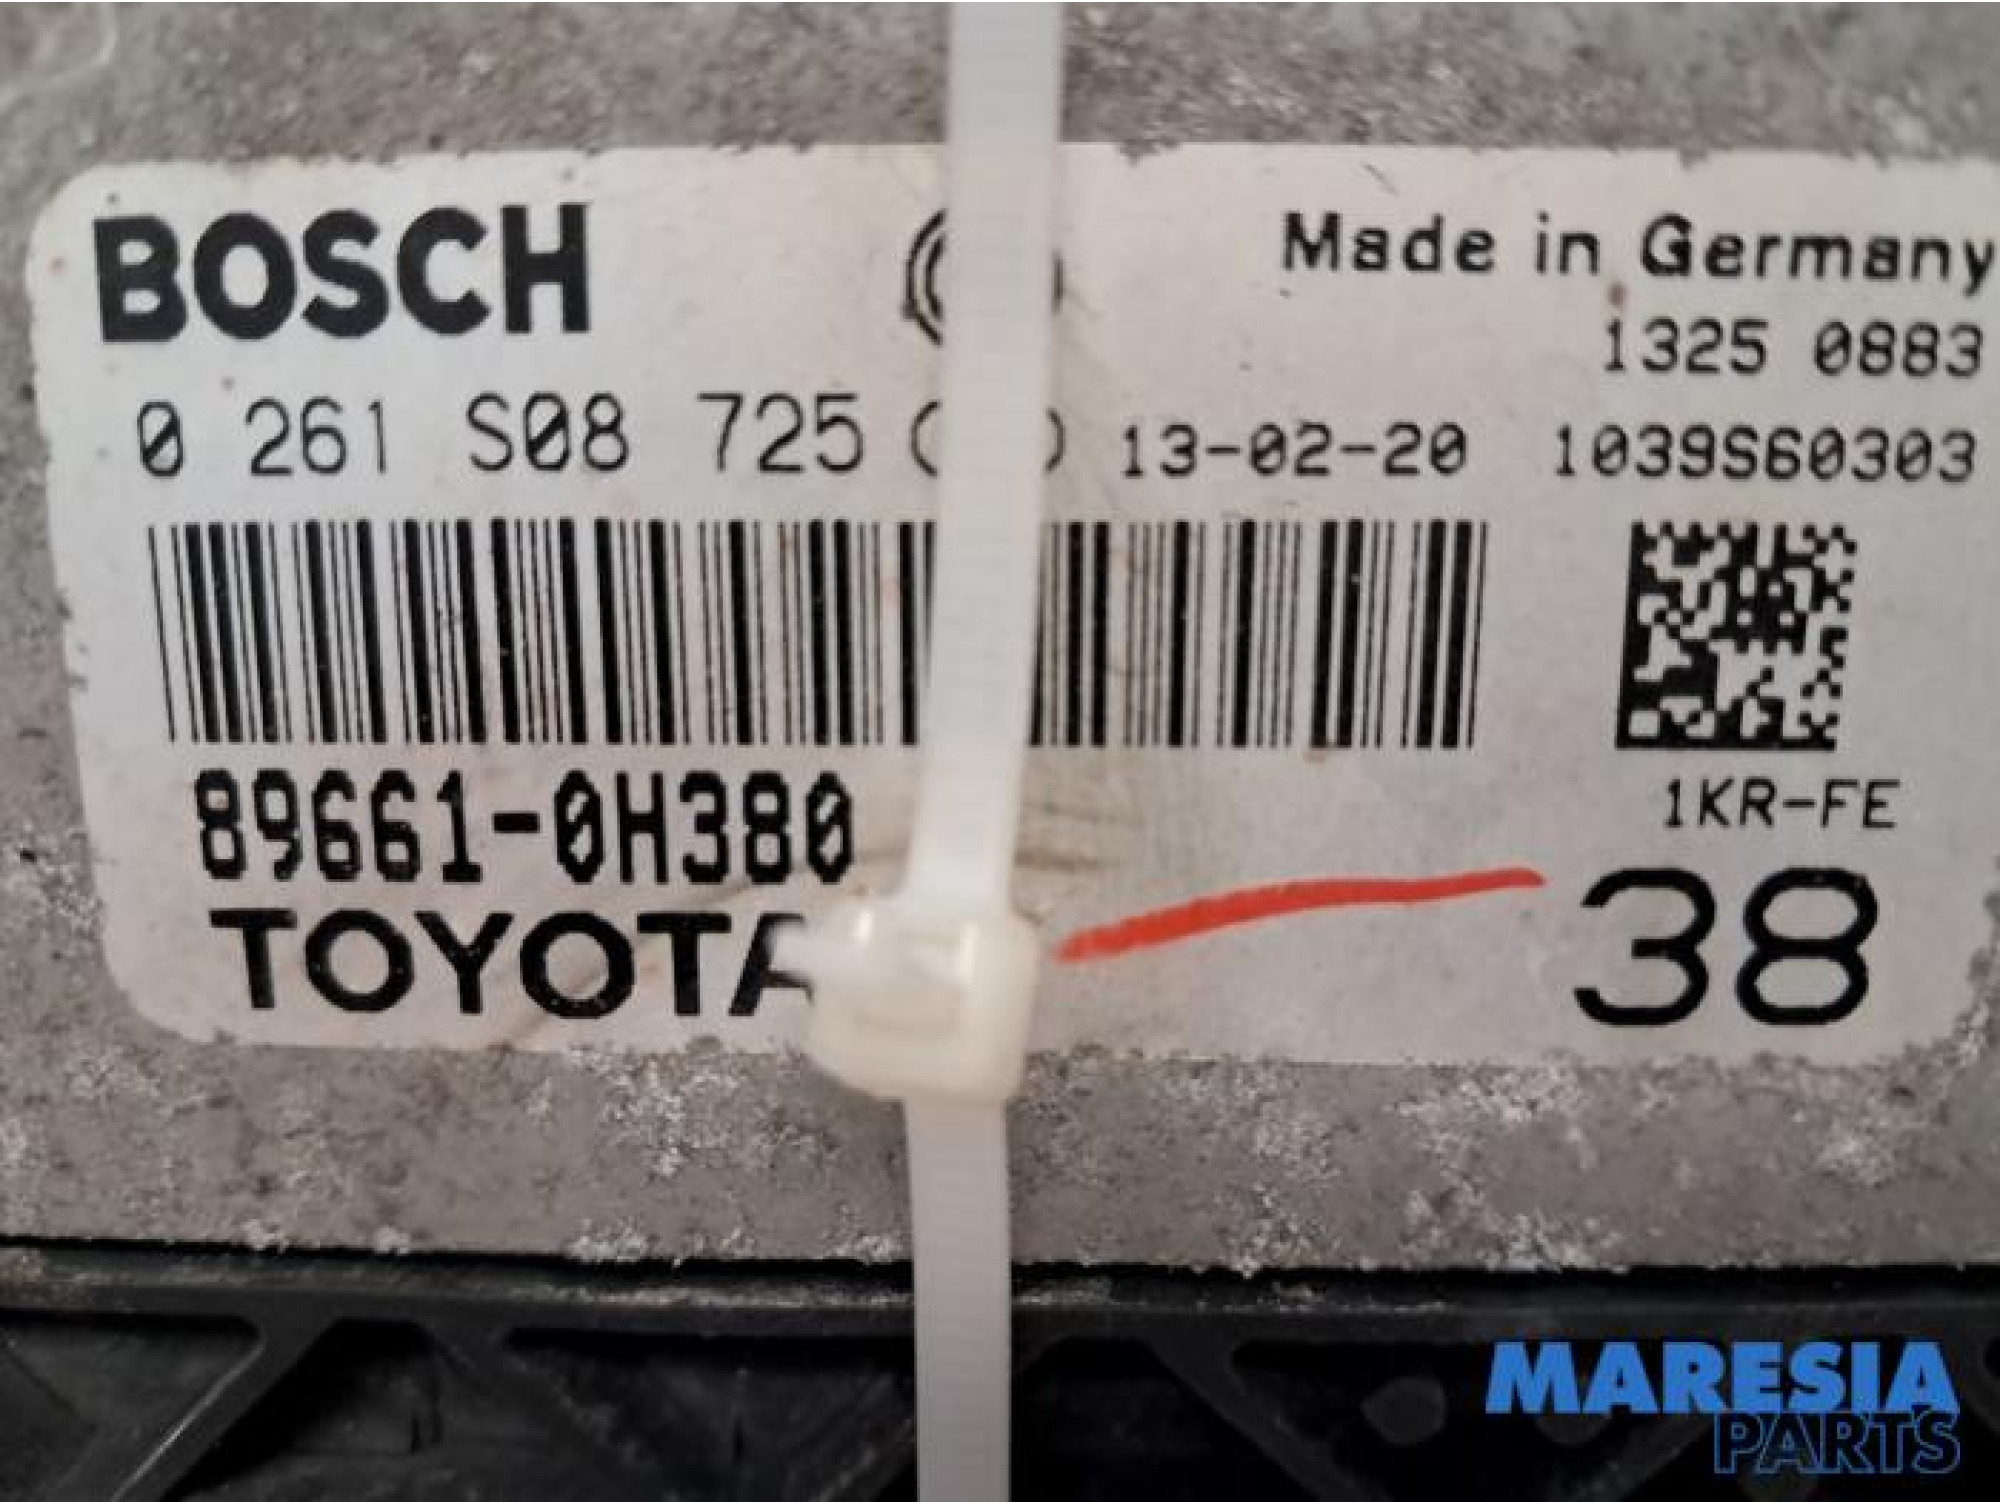 BOSCH
Made in Germany
1325 0883
0 261 S08 725 13-02-20 1039S60303
89661-0H380
1KR-FE
TOYOTA
38
MARESIA
PARTS